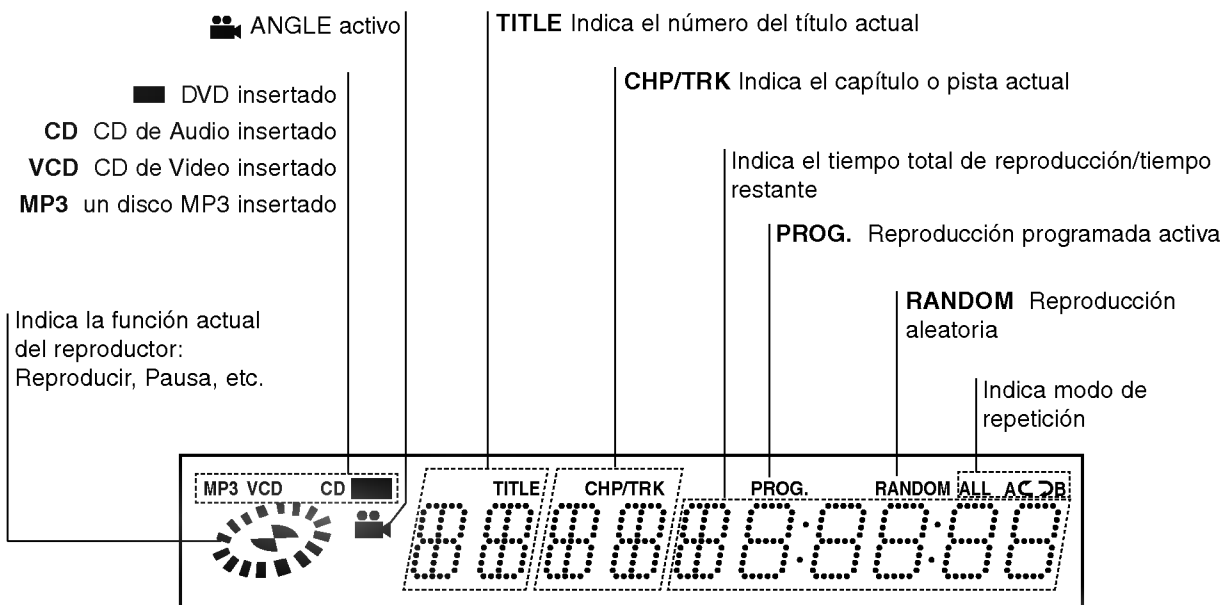 ANGLE activo
TITLE Indica el número del título actual
CHP/TRK Indica el capítulo o pista actual
DVD insertado
CD CD de Audio insertado
VCD CD de Video insertado
MP3 un disco MP3 insertado
Indica el tiempo total de reproducción/tiempo
restante
PROG. Reproducción programada activa
RANDOM Reproducción
aleatoria
Indica la función actual
del reproductor:
Reproducir, Pausa, etc.
Indica modo de
repetición
MP3 VCD CD TITLE CHP/TRK PROG. RANDOM ALL A B